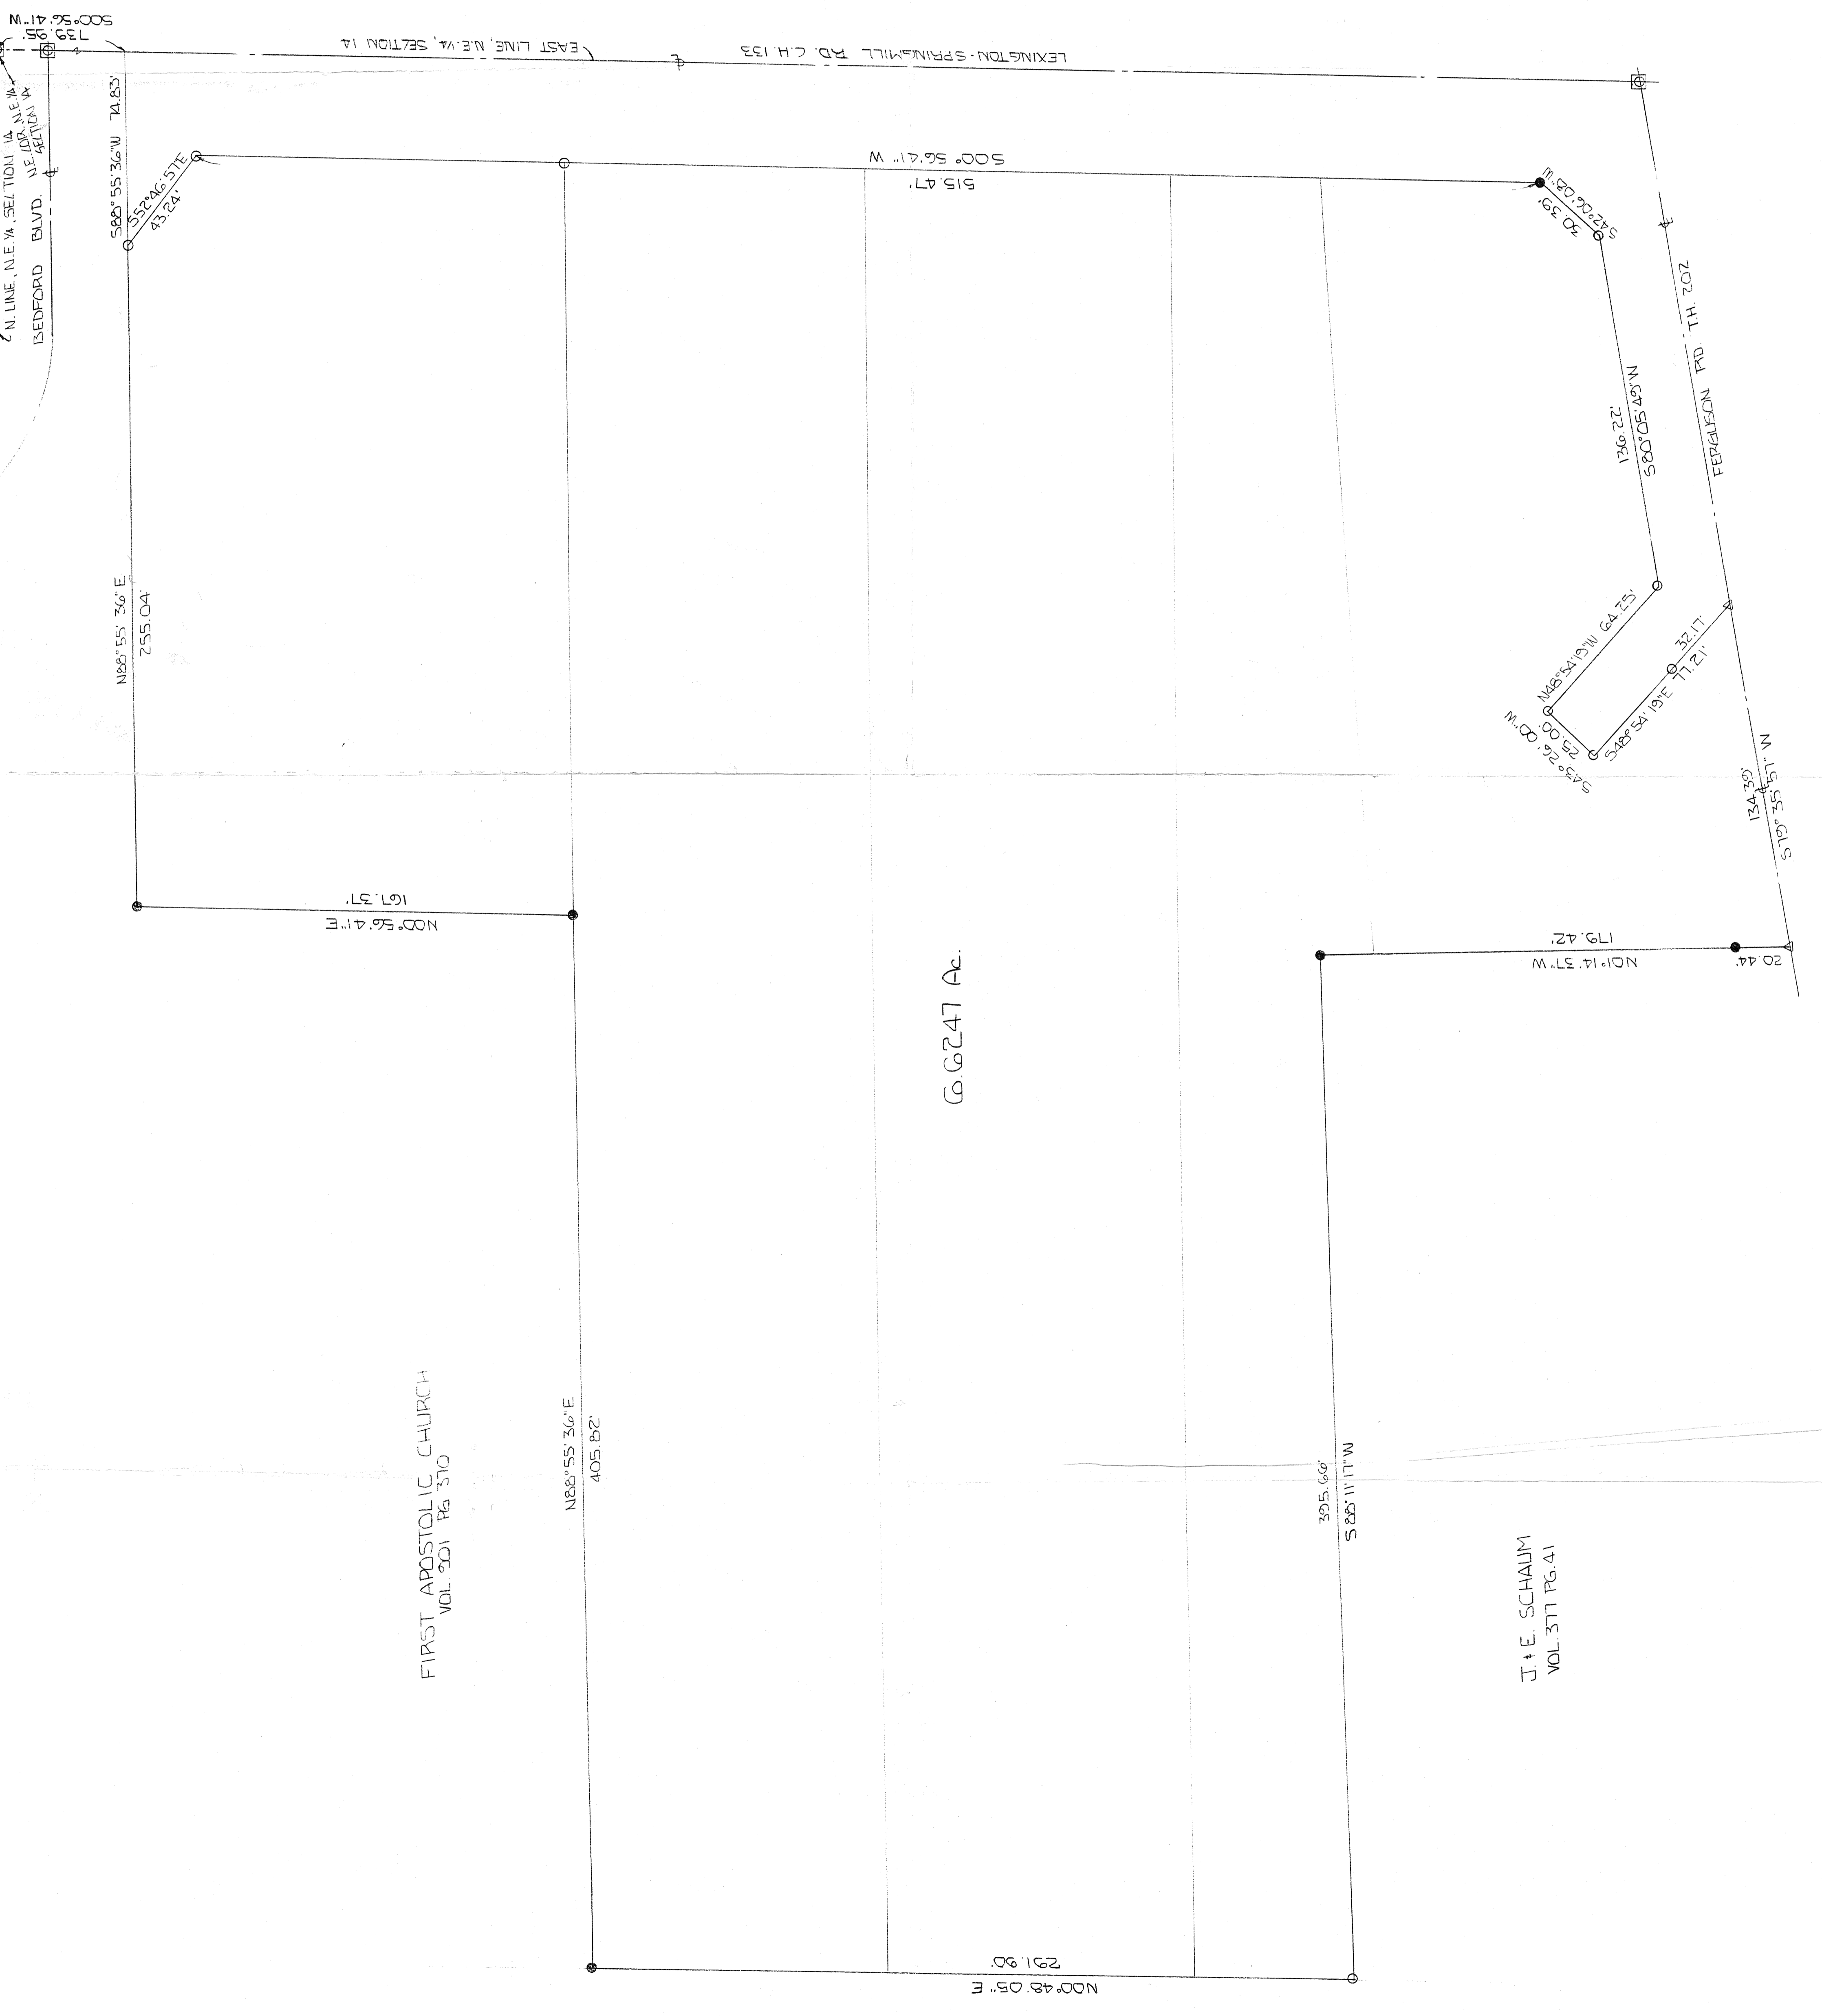 S00°56'41"W
739.95'
N. LINE, N.E.¼, SECTION 14
N.E. COR. N.E.¼
SECTION 14
BEDFORD BLVD.
EAST LINE, N.E.¼, SECTION 14
LEXINGTON-SPRINGMILL RD. C.H. 133
S88°55'36"W 74.83'
S52°46'57"E
43.24'
S00°56'41"W
515.47'
S42°06'08"W
30.39'
136.22'
S80°05'49"W
FERGUSON RD. T.H. 202
N88°55'36"E
255.04'
N48°54'19"W 64.25'
S43°26'00"W
25.00'
S48°54'19"E 77.21'
32.17'
134.39'
S79°35'57"W
167.37'
N00°56'41"E
179.42'
N01°14'37"W
20.44'
6.6247 Ac.
FIRST APOSTOLIC CHURCH
VOL. 901 PG 370
N88°55'36"E
405.82'
395.66'
S88°11'17"W
J. & E. SCHAUM
VOL. 377 PG. 41
291.90'
N00°48'05"E